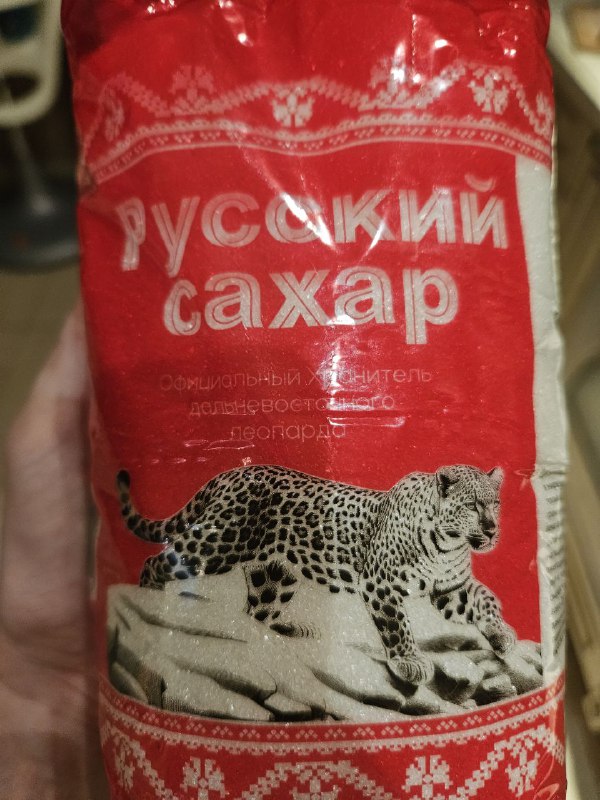 Русский
сахар
Официальный хранитель
дальневосточного
леопарда